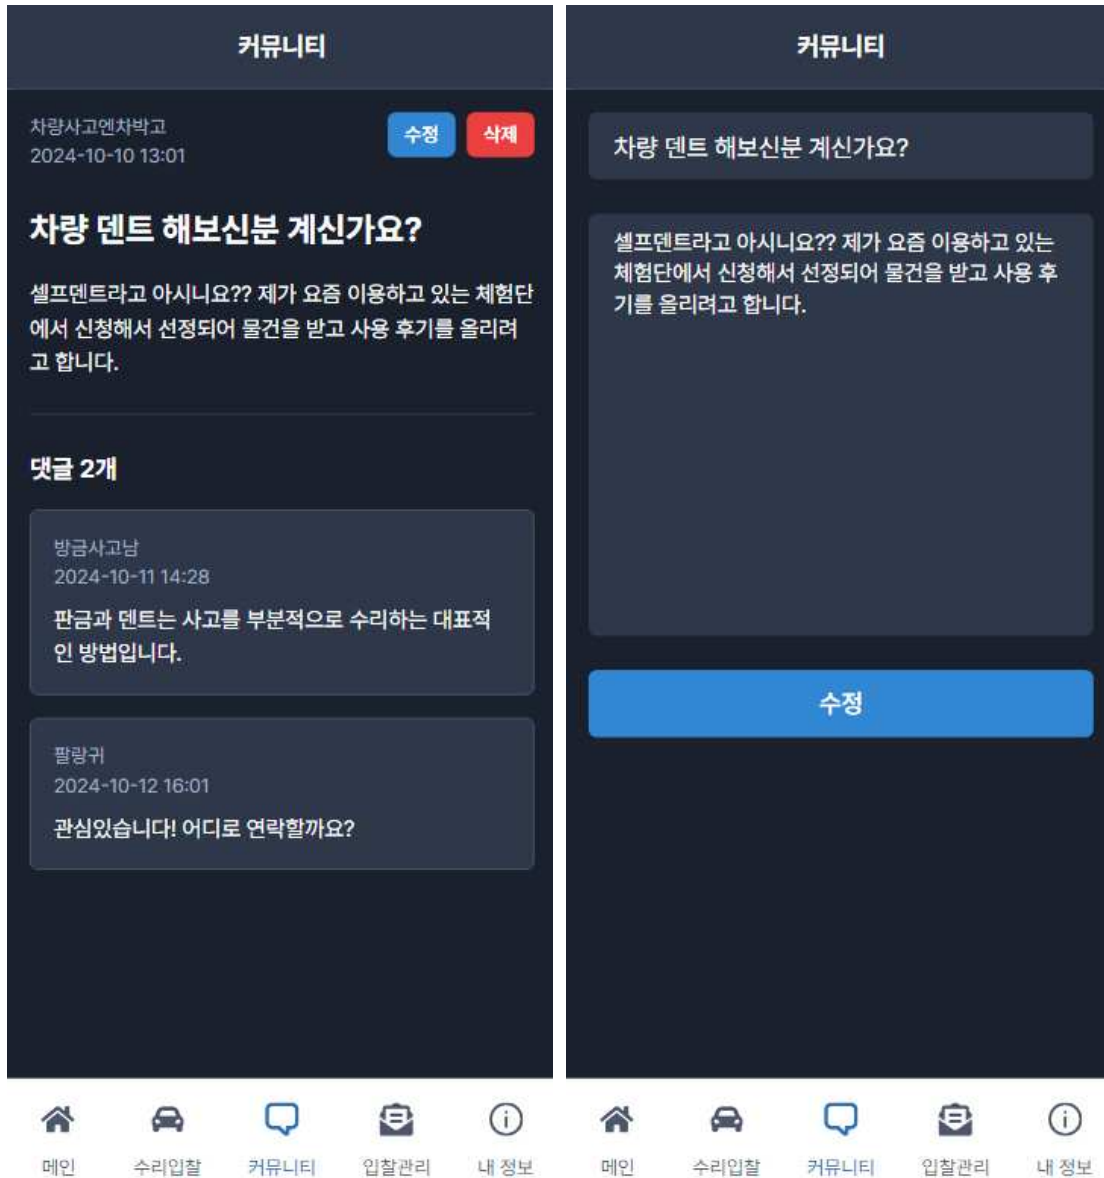 커뮤니티
차량사고엔차박고
2024-10-10 13:01
수정
삭제
차량 덴트 해보신분 계신가요?
셀프덴트라고 아시니요?? 제가 요즘 이용하고 있는 체험단
에서 신청해서 선정되어 물건을 받고 사용 후기를 올리려
고 합니다.
댓글 2개
방금사고남
2024-10-11 14:28
판금과 덴트는 사고를 부분적으로 수리하는 대표적
인 방법입니다.
팔랑귀
2024-10-12 16:01
관심있습니다! 어디로 연락할까요?
메인
수리입찰
커뮤니티
입찰관리
내 정보
커뮤니티
차량 덴트 해보신분 계신가요?
셀프덴트라고 아시니요?? 제가 요즘 이용하고 있는
체험단에서 신청해서 선정되어 물건을 받고 사용 후
기를 올리려고 합니다.
수정
메인
수리입찰
커뮤니티
입찰관리
내 정보